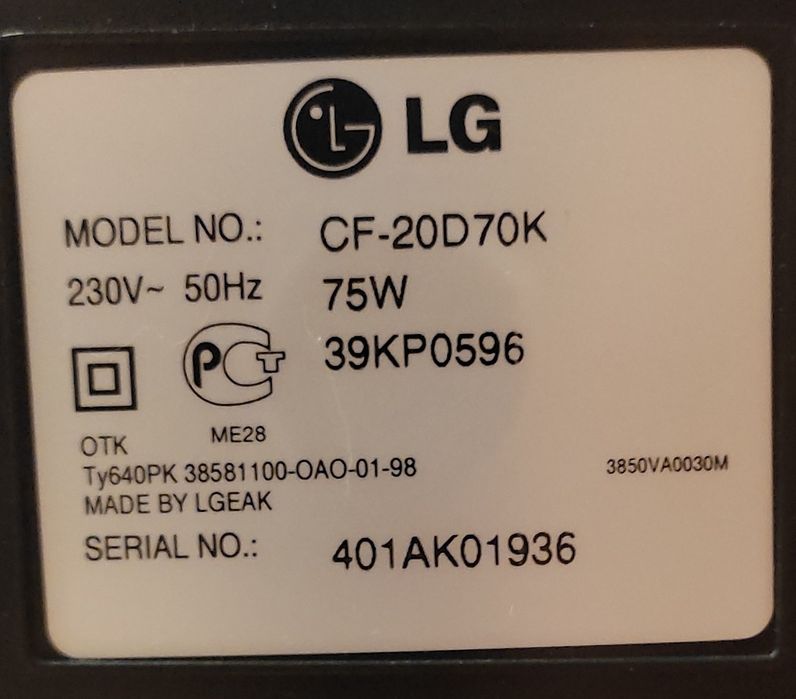 LG
MODEL NO.: CF-20D70K
230V~ 50Hz 75W
39KP0596
ME28
OTK
Ty640PK 38581100-OAO-01-98
3850VA0030M
MADE BY LGEAK
SERIAL NO.: 401AK01936